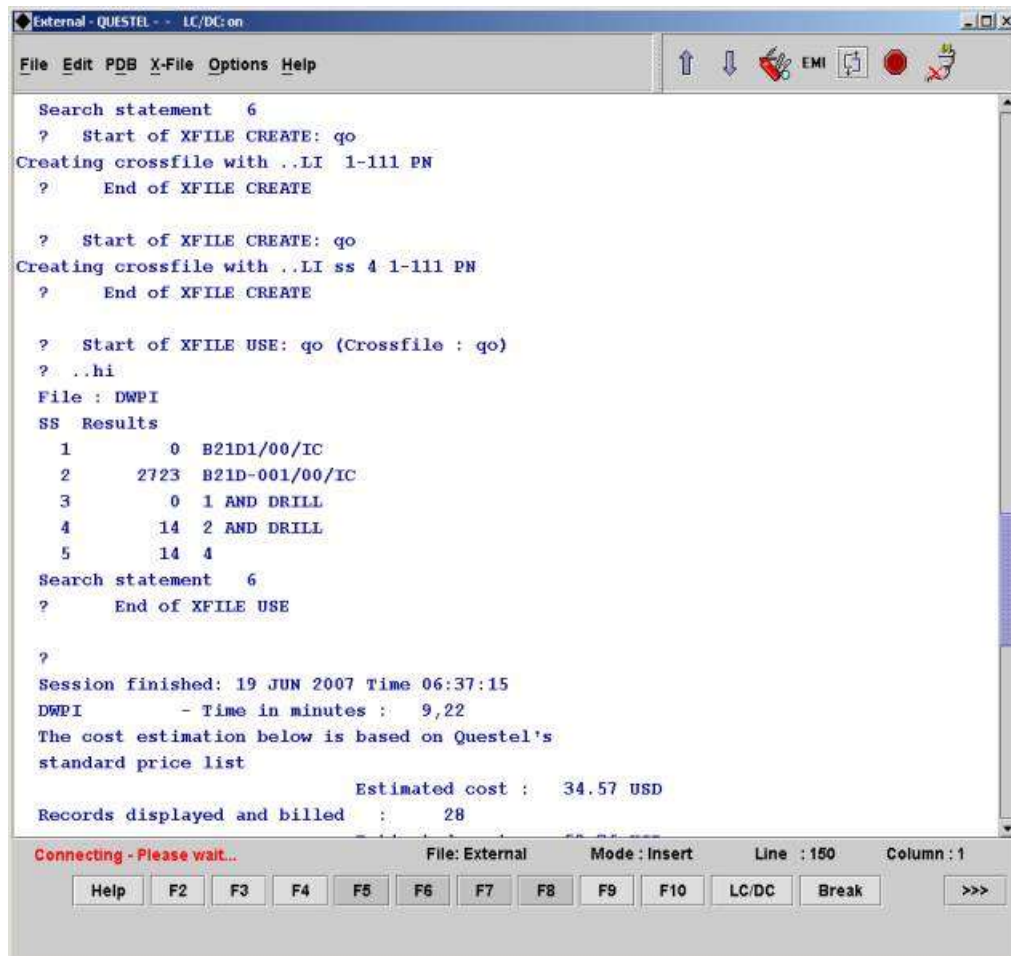 External - QUESTEL - - LC/DC: on
File Edit PDB X-File Options Help
EMI
Search statement 6
? Start of XFILE CREATE: qo
Creating crossfile with ..LI 1-111 PN
? End of XFILE CREATE
? Start of XFILE CREATE: qo
Creating crossfile with ..LI ss 4 1-111 PN
? End of XFILE CREATE
? Start of XFILE USE: qo (Crossfile : qo)
? ..hi
File : DWPI
SS Results
1 0 B21D1/00/IC
2 2723 B21D-001/00/IC
3 0 1 AND DRILL
4 14 2 AND DRILL
5 14 4
Search statement 6
? End of XFILE USE
?
Session finished: 19 JUN 2007 Time 06:37:15
DWPI - Time in minutes : 9,22
The cost estimation below is based on Questel's
standard price list
Estimated cost : 34.57 USD
Records displayed and billed : 28
Connecting - Please wait... File: External Mode : Insert Line : 150 Column : 1
Help F2 F3 F4 F5 F6 F7 F8 F9 F10 LC/DC Break >>>